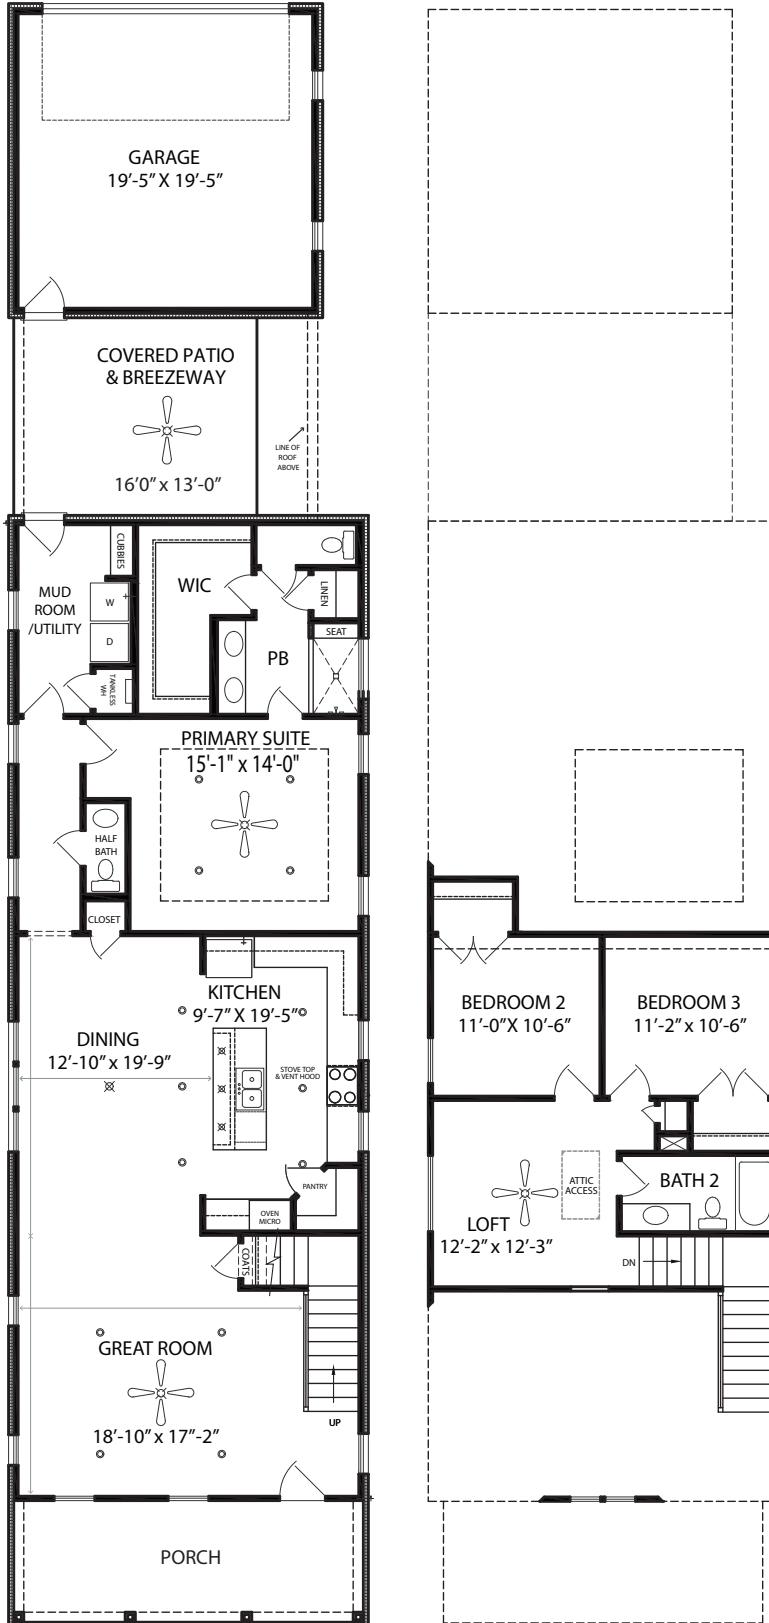 GARAGE
19'-5" X 19'-5"
COVERED PATIO
& BREEZEWAY
16'0" x 13'-0"
LINE OF
ROOF
ABOVE
CUBBIES
MUD
ROOM
/UTILITY
W
D
TANKLESS
WH
WIC
LINEN
SEAT
PB
PRIMARY SUITE
15'-1" x 14'-0"
HALF
BATH
CLOSET
KITCHEN
9'-7" X 19'-5"
DINING
12'-10" x 19'-9"
STOVE TOP
& VENT HOOD
PANTRY
OVEN
MICRO
COATS
GREAT ROOM
18'-10" x 17"-2"
UP
PORCH
BEDROOM 2
11'-0"X 10'-6"
BEDROOM 3
11'-2" x 10'-6"
ATTIC
ACCESS
BATH 2
LOFT
12'-2" x 12'-3"
DN